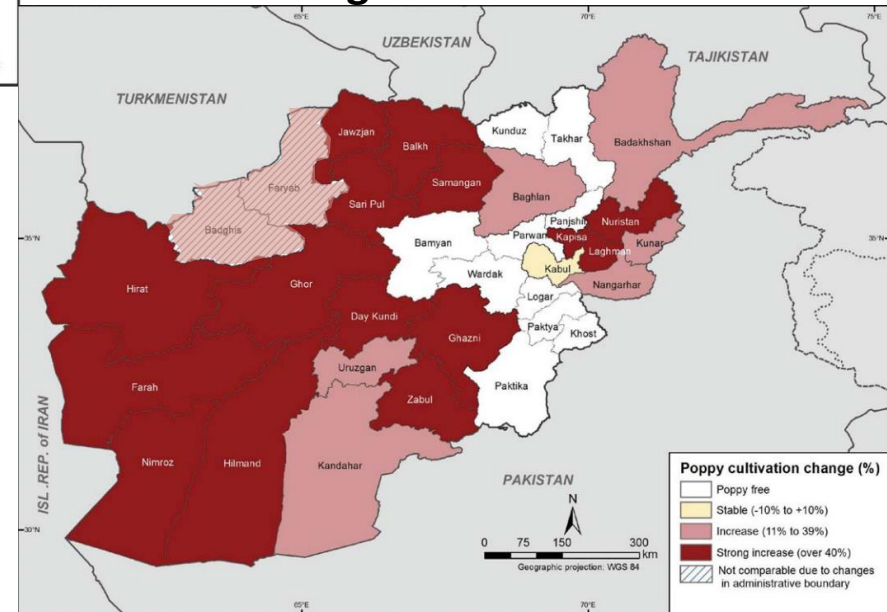 65°E
70°E
75°E
UZBEKISTAN
TAJIKISTAN
TURKMENISTAN
Jawzjan
Balkh
Kunduz
Takhar
Badakhshan
Faryab
Samangan
Baghlan
Sari Pul
35°N
Badghis
Bamyan
Parwan
Panjshir
Kapisa
Nuristan
Laghman
Kunar
35°N
Hirat
Ghor
Wardak
Kabul
Nangarhar
Logar
Day Kundi
Ghazni
Paktya
Khost
Uruzgan
Farah
Zabul
Paktika
ISL .REP. of IRAN
Nimroz
Hilmand
Kandahar
PAKISTAN
30°N
N
0 75 150 300
km
Geographic projection: WGS 84
Poppy cultivation change (%)
Poppy free
Stable (-10% to +10%)
Increase (11% to 39%)
Strong increase (over 40%)
Not comparable due to changes
in administrative boundary
65°E
70°E
75°E